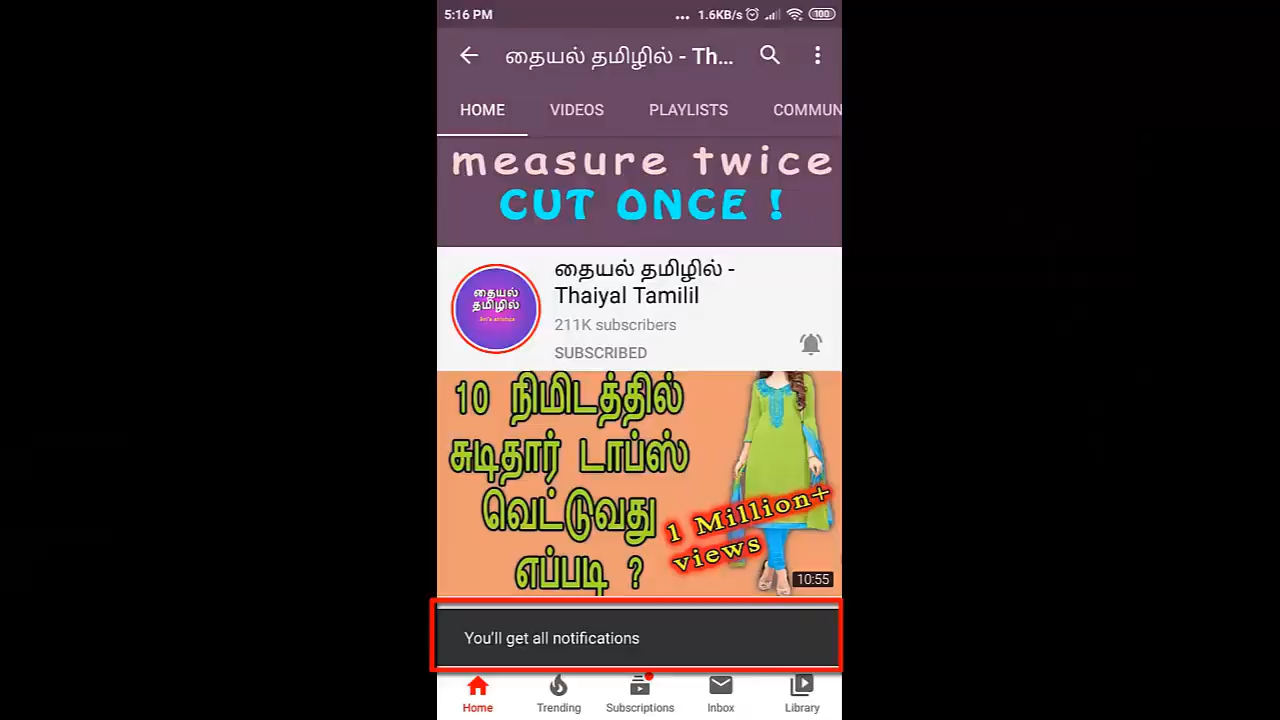 5:16 PM
... 1.6KB/s 100
தையல் தமிழில் - Th...
HOME VIDEOS PLAYLISTS COMMUN
measure twice
CUT ONCE !
தையல்
தமிழில்
தையல் தமிழில் -
Thaiyal Tamilil
211K subscribers
SUBSCRIBED
10 நிமிடத்தில்
சுடிதார் டாப்ஸ்
வெட்டுவது
எப்படி ?
1 Million+
views
10:55
You'll get all notifications
Home Trending Subscriptions Inbox Library